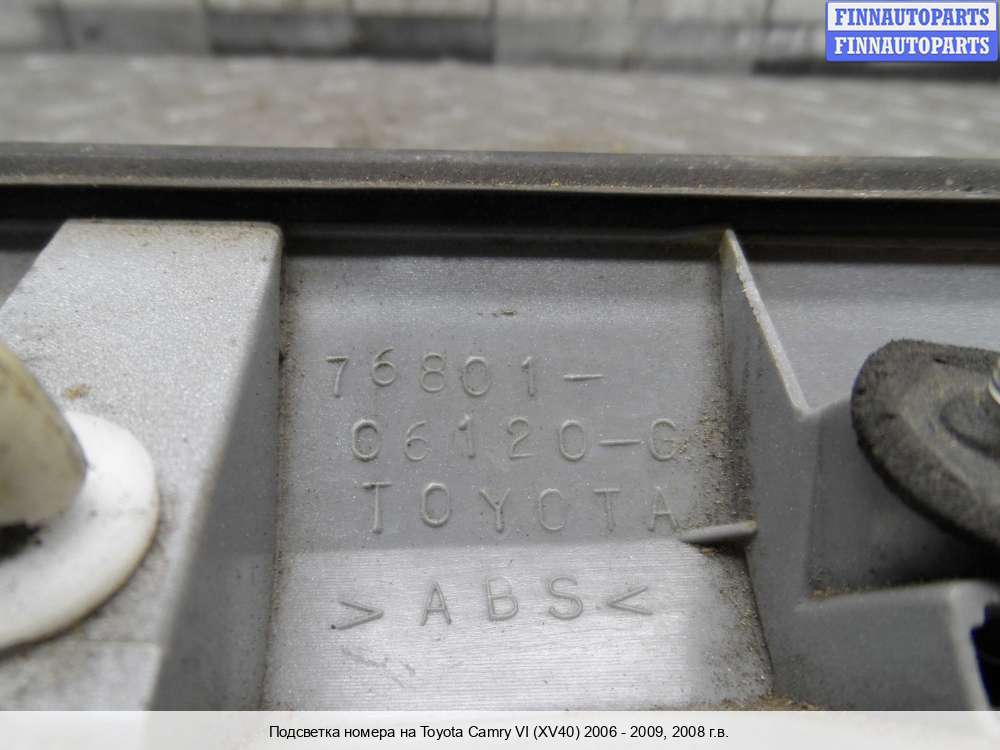 FINNAUTOPARTS
FINNAUTOPARTS
76801-
06120-G
TOYOTA
>ABS<
Подсветка номера на Toyota Camry VI (XV40) 2006 - 2009, 2008 г.в.